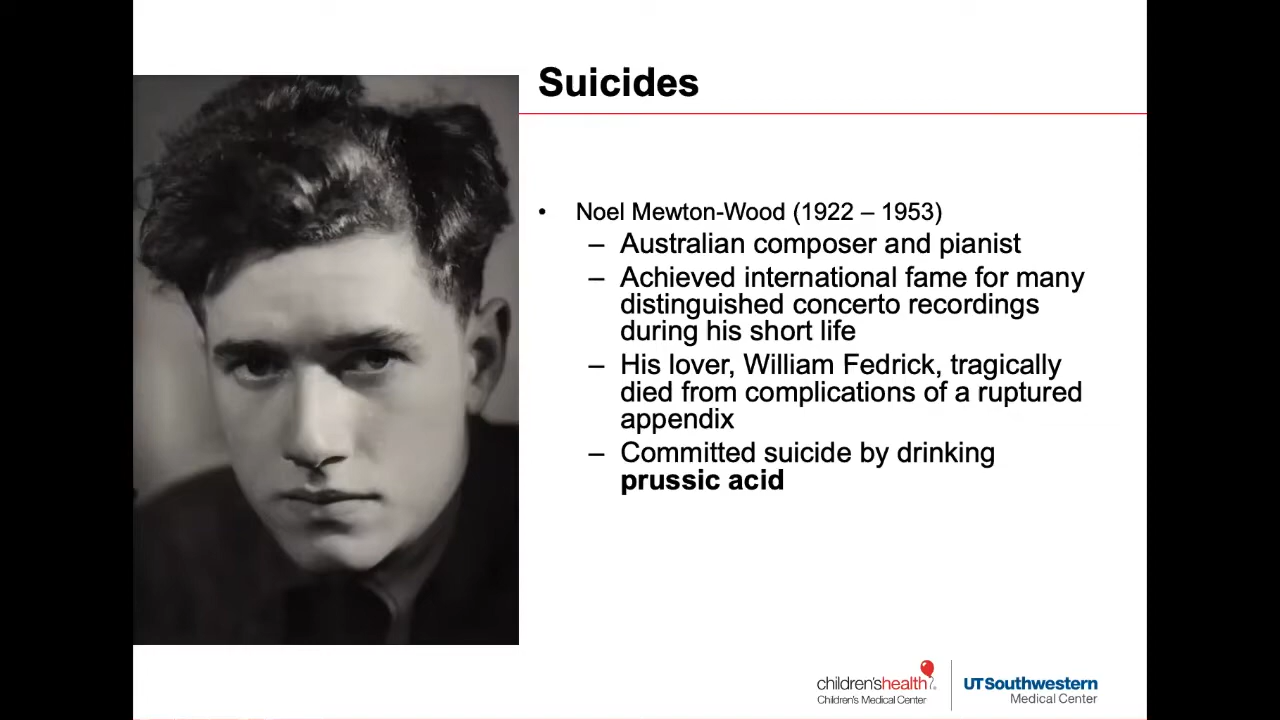 Suicides
• Noel Mewton-Wood (1922 – 1953)
– Australian composer and pianist
– Achieved international fame for many
distinguished concerto recordings
during his short life
– His lover, William Fedrick, tragically
died from complications of a ruptured
appendix
– Committed suicide by drinking
prussic acid
children'shealth
Children's Medical Center
UTSouthwestern
Medical Center